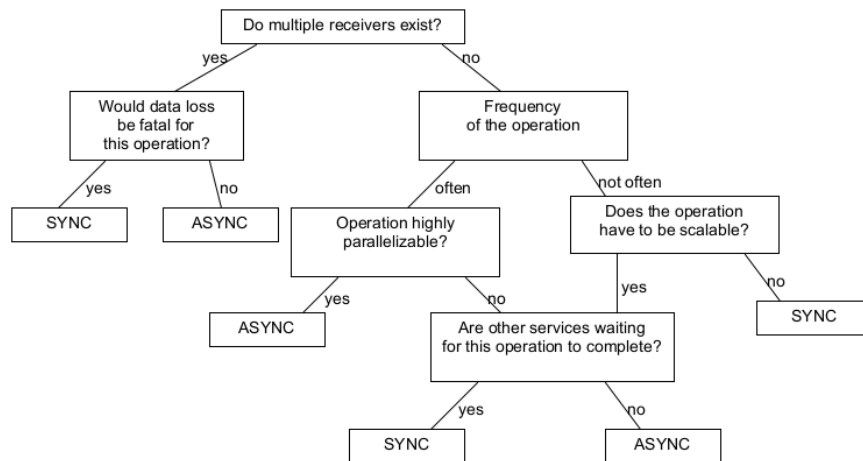 Do multiple receivers exist?
yes
no
Would data loss
be fatal for
this operation?
Frequency
of the operation
yes
no
often
not often
SYNC
ASYNC
Operation highly
parallelizable?
Does the operation
have to be scalable?
yes
no
yes
no
ASYNC
Are other services waiting
for this operation to complete?
SYNC
yes
no
SYNC
ASYNC